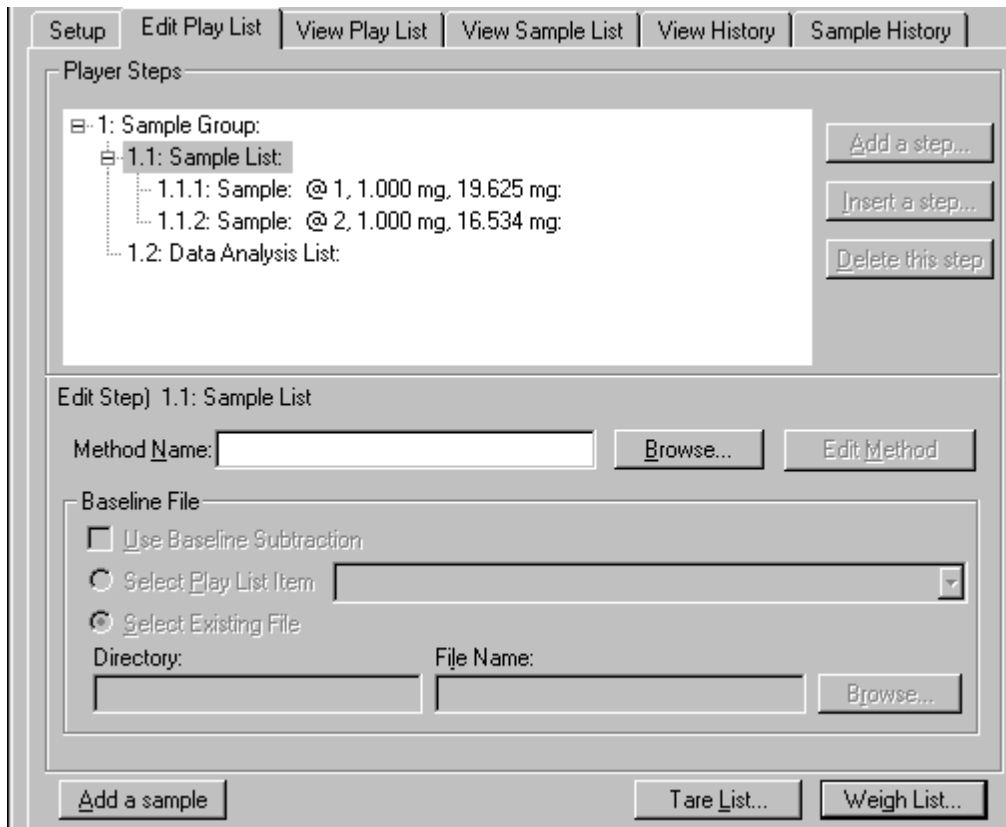 Setup Edit Play List View Play List View Sample List View History Sample History
Player Steps
1: Sample Group:
1.1: Sample List:
1.1.1: Sample: @ 1, 1.000 mg, 19.625 mg:
1.1.2: Sample: @ 2, 1.000 mg, 16.534 mg:
1.2: Data Analysis List:
Add a step...
Insert a step...
Delete this step
Edit Step) 1.1: Sample List
Method Name: Browse... Edit Method
Baseline File
Use Baseline Subtraction
Select Play List Item
Select Existing File
Directory: File Name:
Browse...
Add a sample Tare List... Weigh List...